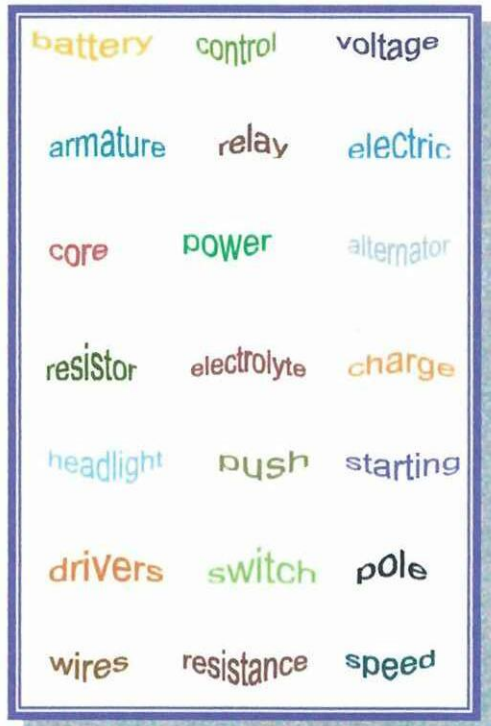 battery control voltage
armature relay electric
core power alternator
resistor electrolyte charge
headlight push starting
drivers switch pole
wires resistance speed